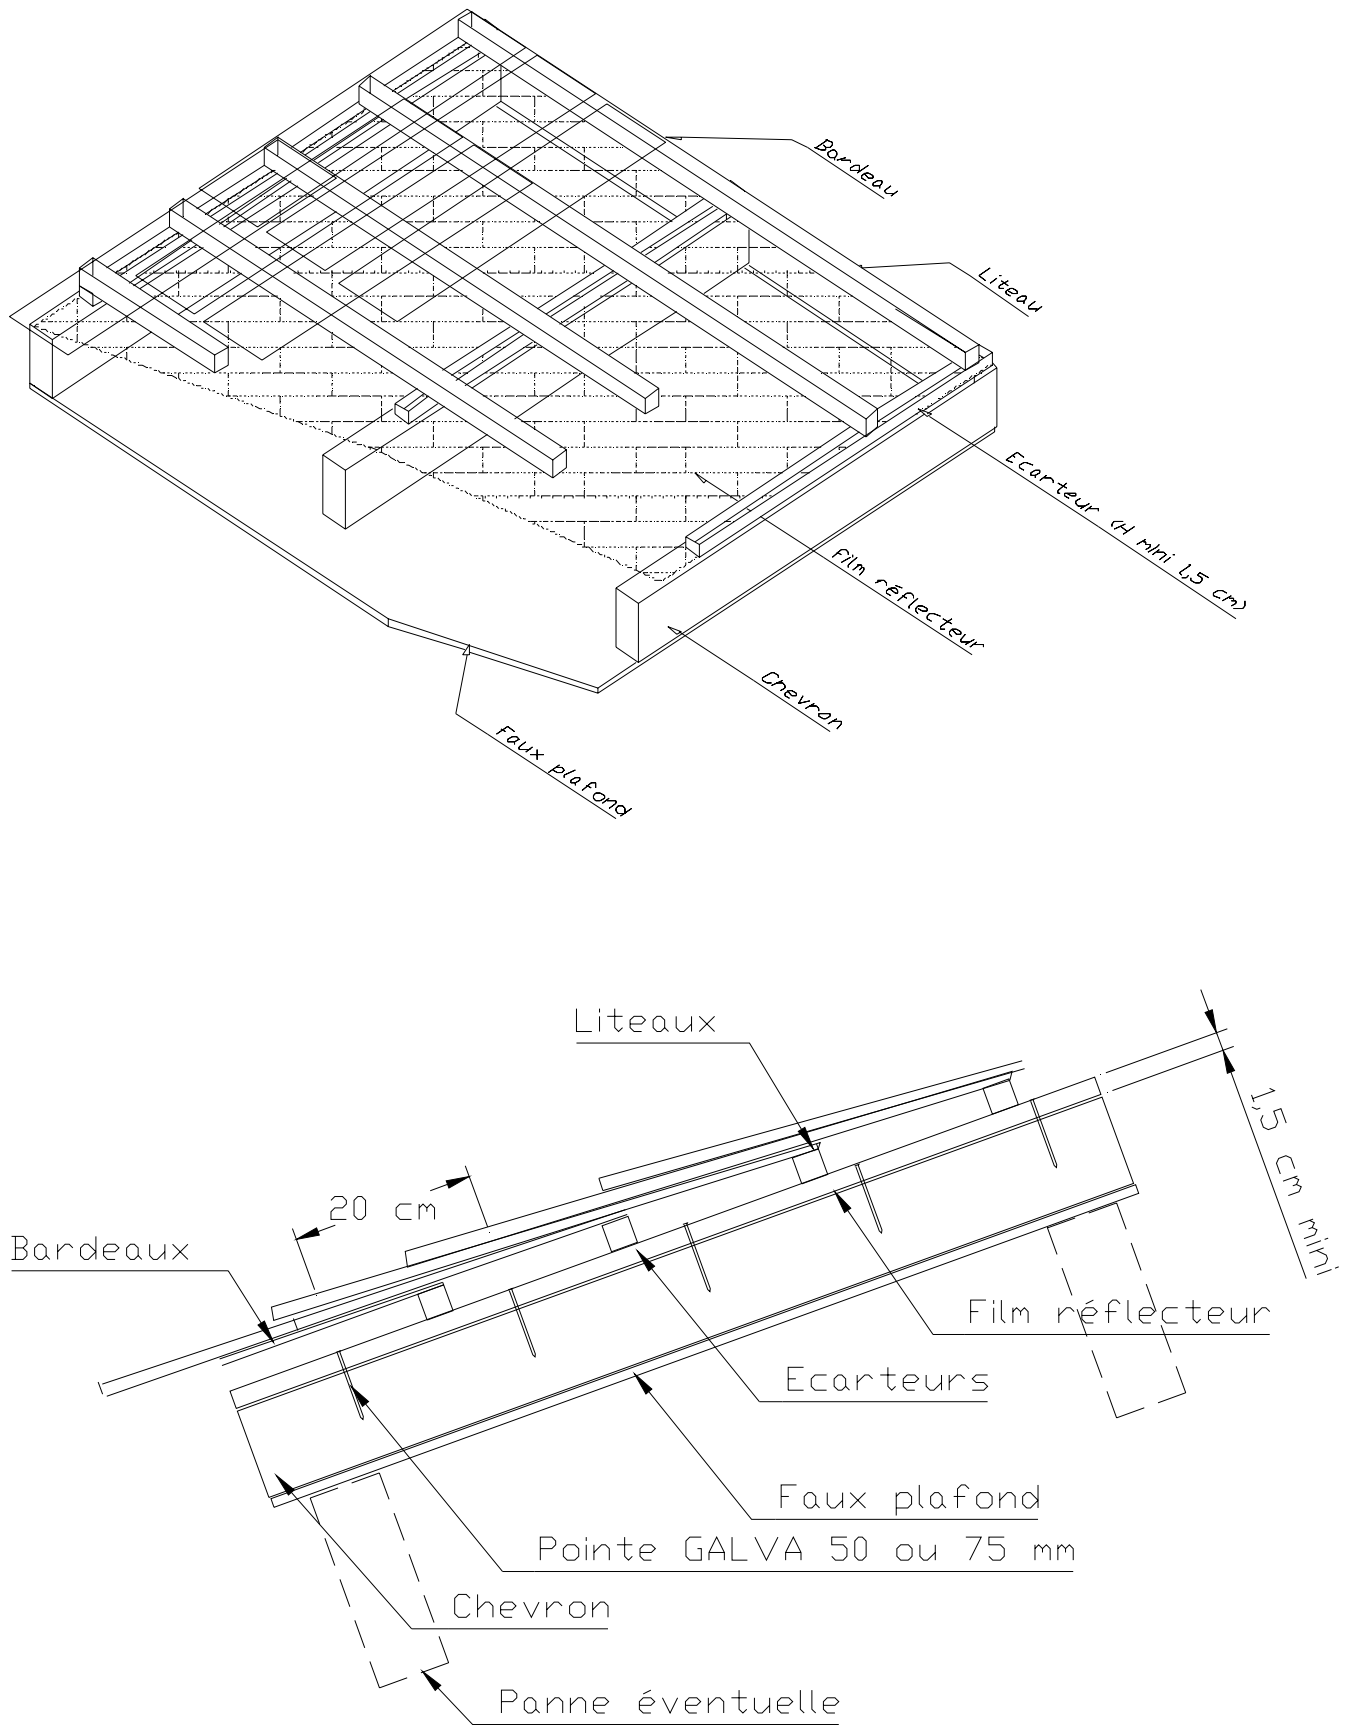 Bardeau
Liteau
Ecarteur (H mini 1,5 cm)
film réflecteur
Chevron
Faux plafond
Liteaux
1,5 cm mini
20 cm
Bardeaux
Film réflecteur
Ecarteurs
Faux plafond
Pointe GALVA 50 ou 75 mm
Chevron
Panne éventuelle